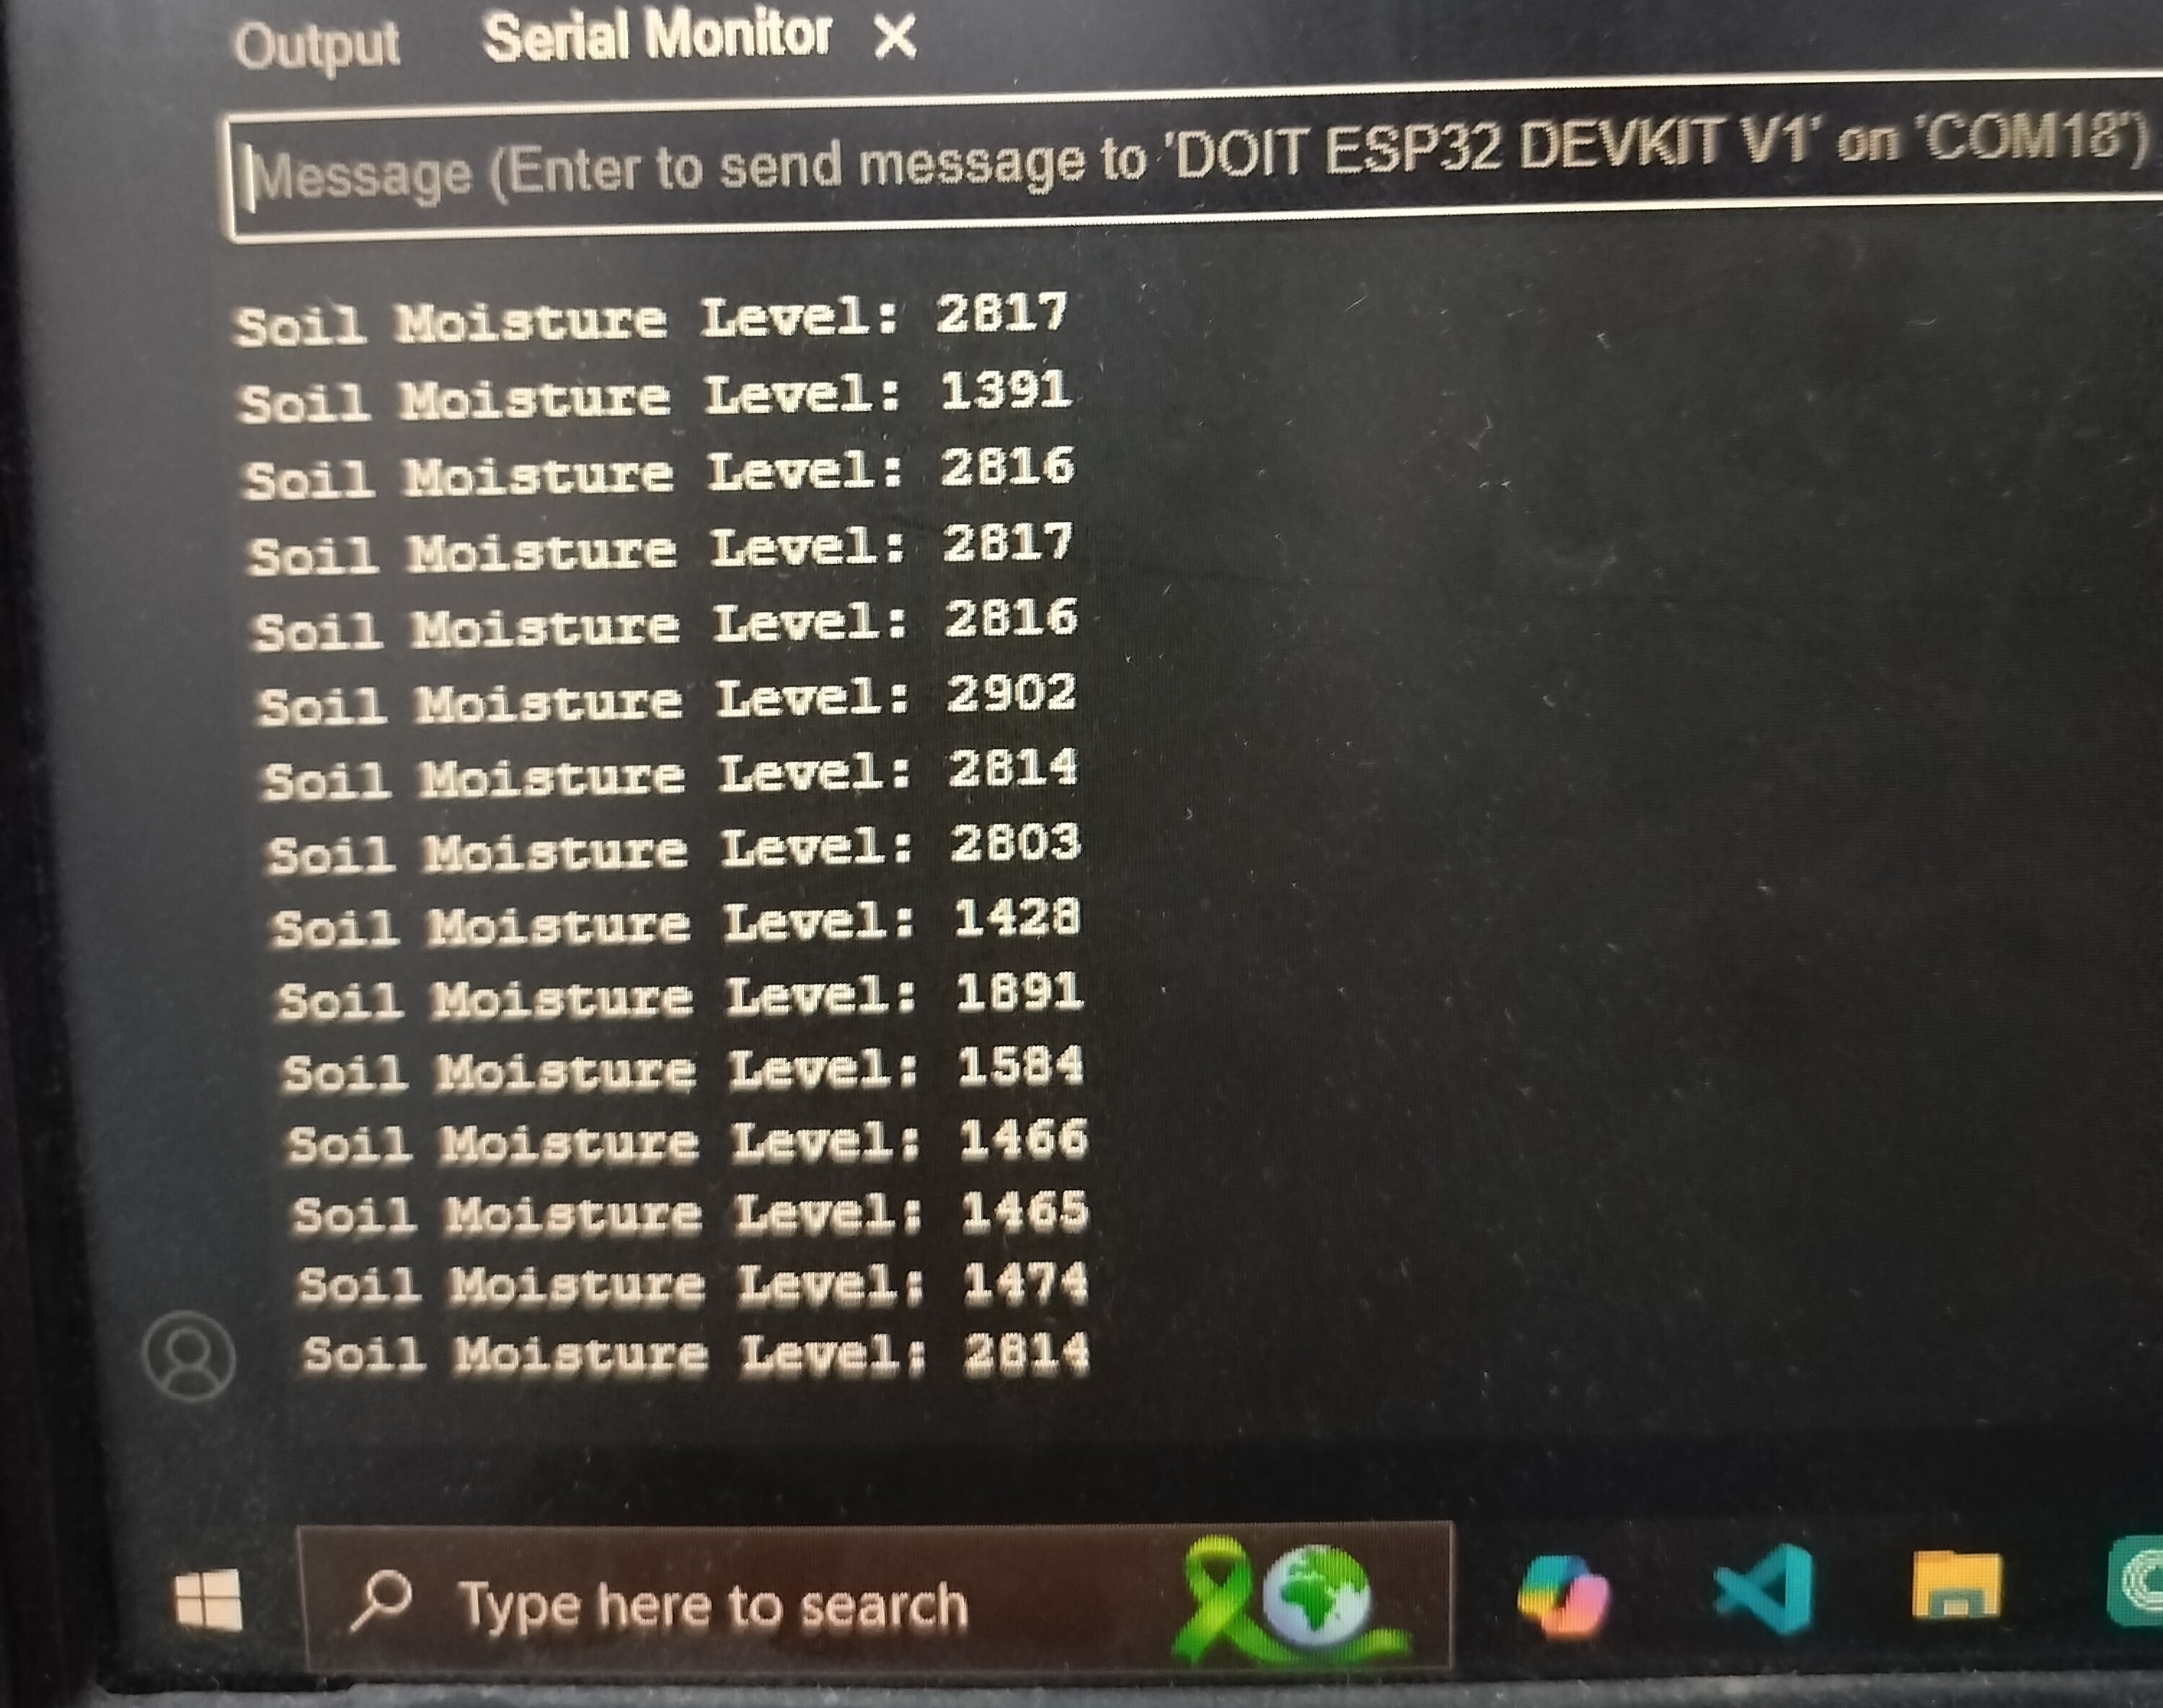 Output Serial Monitor
Message (Enter to send message to 'DOIT ESP32 DEVKIT V1' on 'COM18')
Soil Moisture Level: 2817
Soil Moisture Level: 1391
Soil Moisture Level: 2816
Soil Moisture Level: 2817
Soil Moisture Level: 2816
Soil Moisture Level: 2902
Soil Moisture Level: 2814
Soil Moisture Level: 2803
Soil Moisture Level: 1428
Soil Moisture Level: 1891
Soil Moisture Level: 1584
Soil Moisture Level: 1466
Soil Moisture Level: 1465
Soil Moisture Level: 1474
Soil Moisture Level: 2814
Type here to search